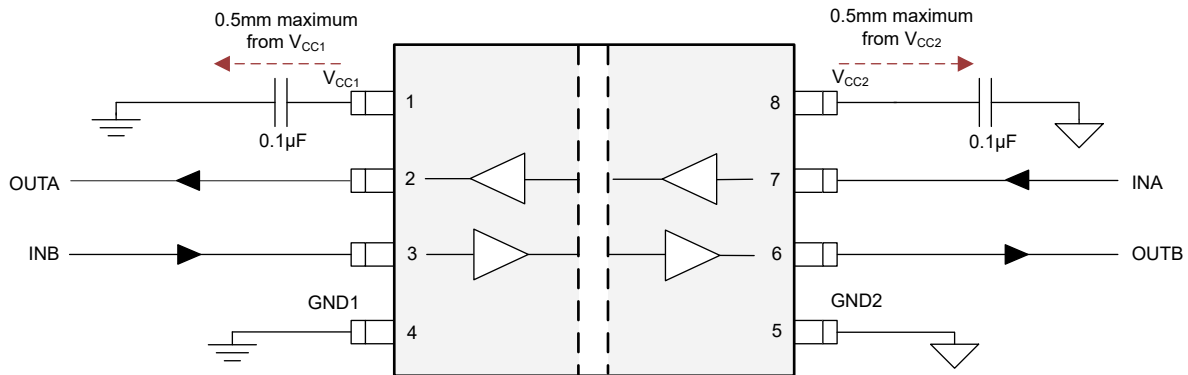 0.5mm maximum
from VCC1
0.5mm maximum
from VCC2
VCC1
VCC2
1
8
0.1µF
0.1µF
OUTA
2
7
INA
INB
3
6
OUTB
GND1
GND2
4
5